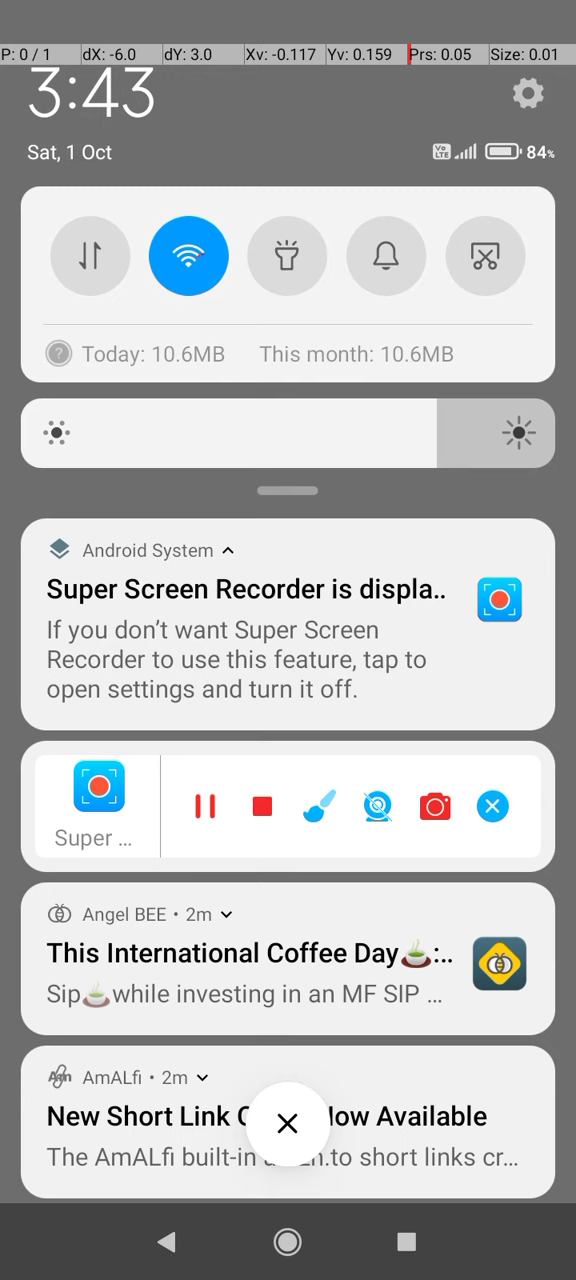 P: 0 / 1 dX: -6.0 dY: 3.0 Xv: -0.117 Yv: 0.159 Prs: 0.05 Size: 0.01
3:43
Sat, 1 Oct
Vo LTE 84%
Today: 10.6MB This month: 10.6MB
Android System
Super Screen Recorder is displa..
If you don't want Super Screen
Recorder to use this feature, tap to
open settings and turn it off.
Super ...
Angel BEE • 2m
This International Coffee Day☕:..
Sip☕while investing in an MF SIP ...
AmALfi • 2m
New Short Link Now Available
The AmALfi built-in to short links cr...